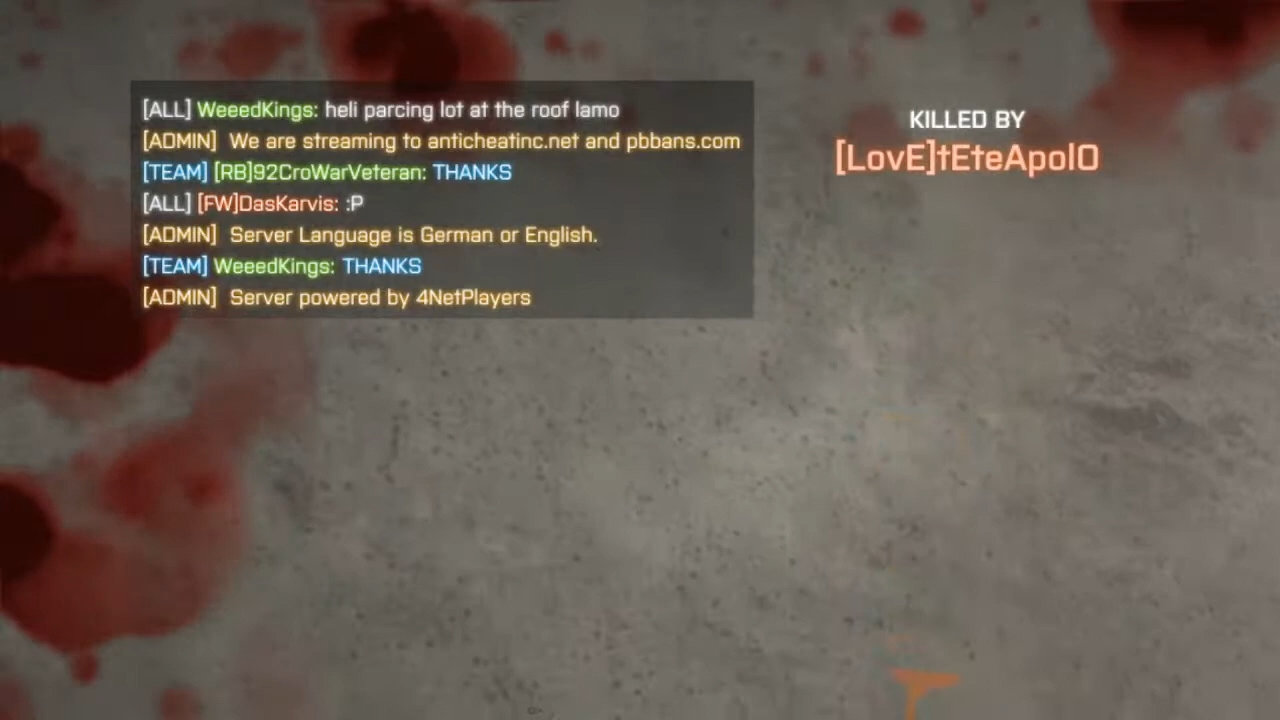 [ALL] WeeedKings: heli parcing lot at the roof lamo
[ADMIN] We are streaming to anticheatinc.net and pbbans.com
[TEAM] [RB]92CroWarVeteran: THANKS
[ALL] [FW]DasKarvis: :P
[ADMIN] Server Language is German or English.
[TEAM] WeeedKings: THANKS
[ADMIN] Server powered by 4NetPlayers
KILLED BY
[LovE]tEteApolO